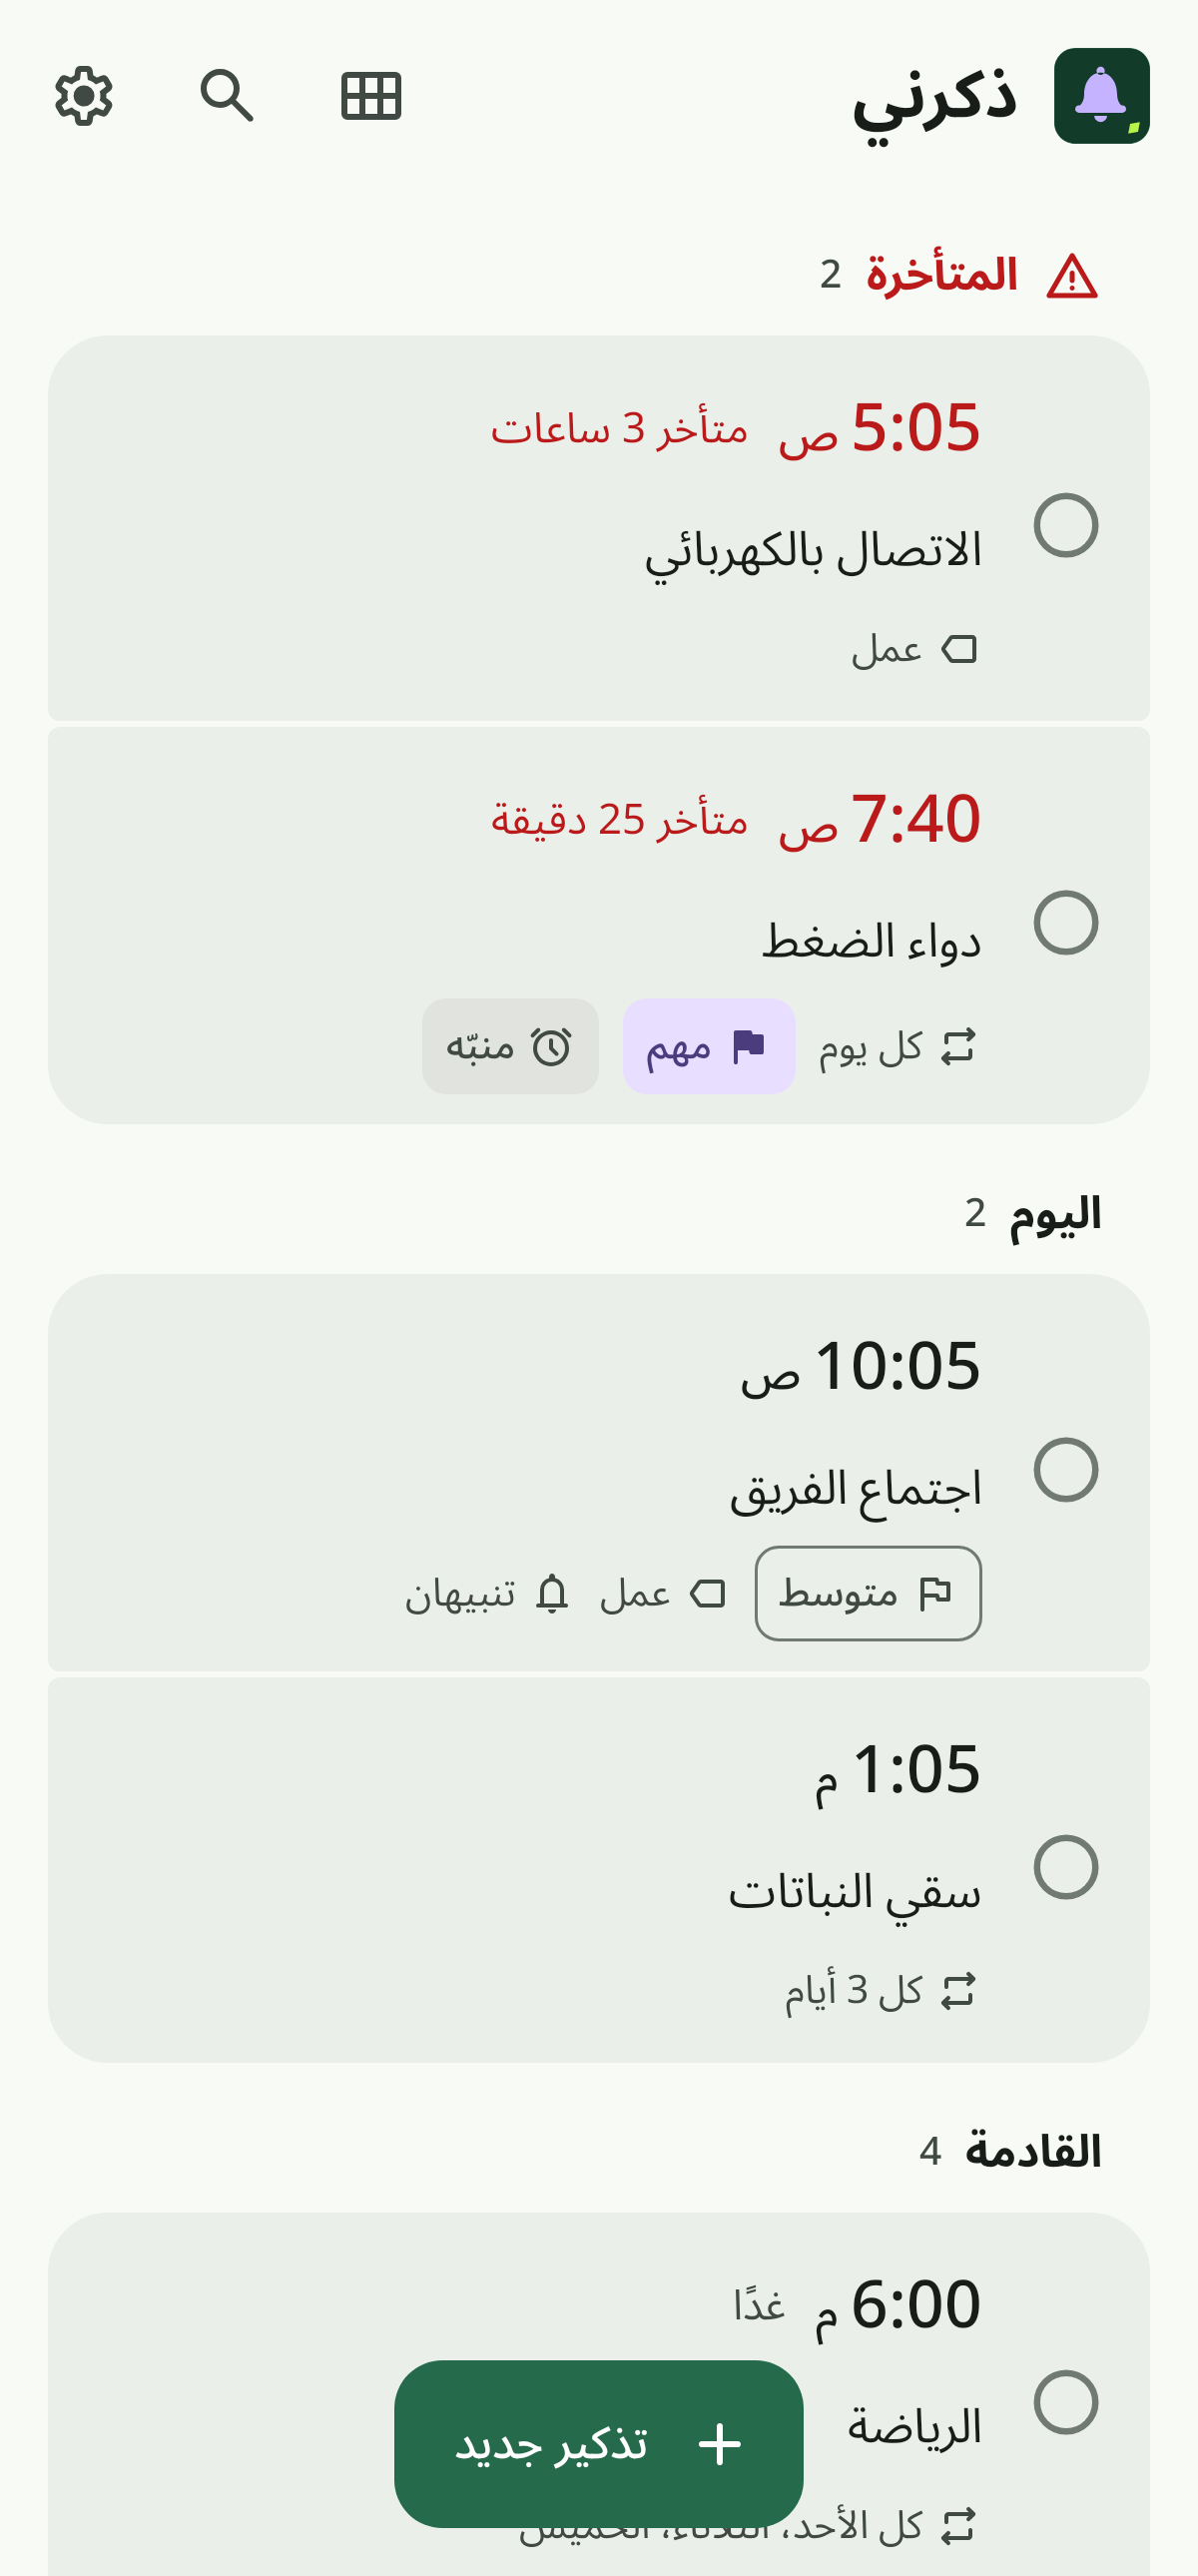 ذكرني
المتأخرة 2
5:05 ص متأخر 3 ساعات
الاتصال بالكهربائي
عمل
7:40 ص متأخر 25 دقيقة
دواء الضغط
كل يوم مهم منبّه
اليوم 2
10:05 ص
اجتماع الفريق
متوسط عمل تنبيهان
1:05 م
سقي النباتات
كل 3 أيام
القادمة 4
6:00 م غدًا
الرياضة
تذكير جديد
كل الأحد، الثلاثاء، الخميس